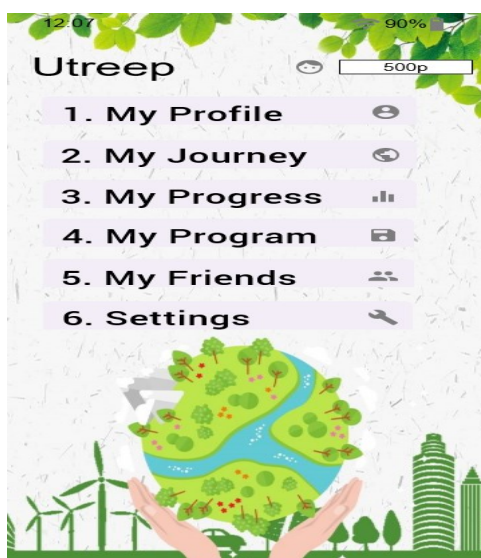 12:07 90%
Utreep 500p
1. My Profile
2. My Journey
3. My Progress
4. My Program
5. My Friends
6. Settings